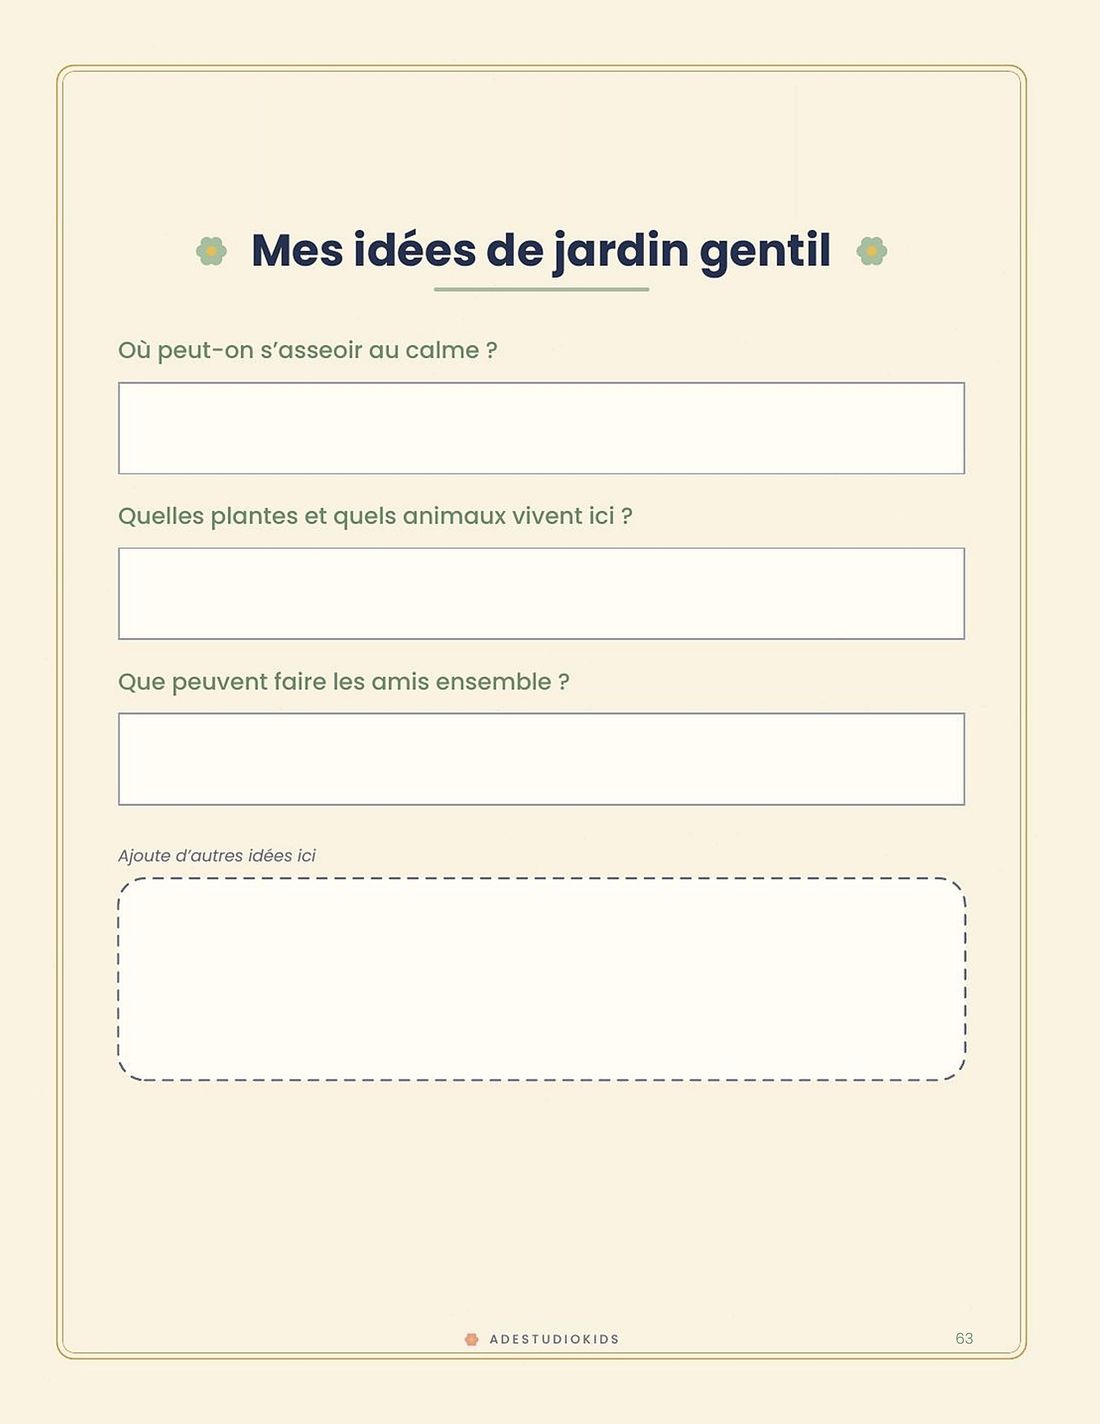 Mes idées de jardin gentil
Où peut-on s’asseoir au calme ?
Quelles plantes et quels animaux vivent ici ?
Que peuvent faire les amis ensemble ?
Ajoute d’autres idées ici
ADESTUDIOKIDS
63